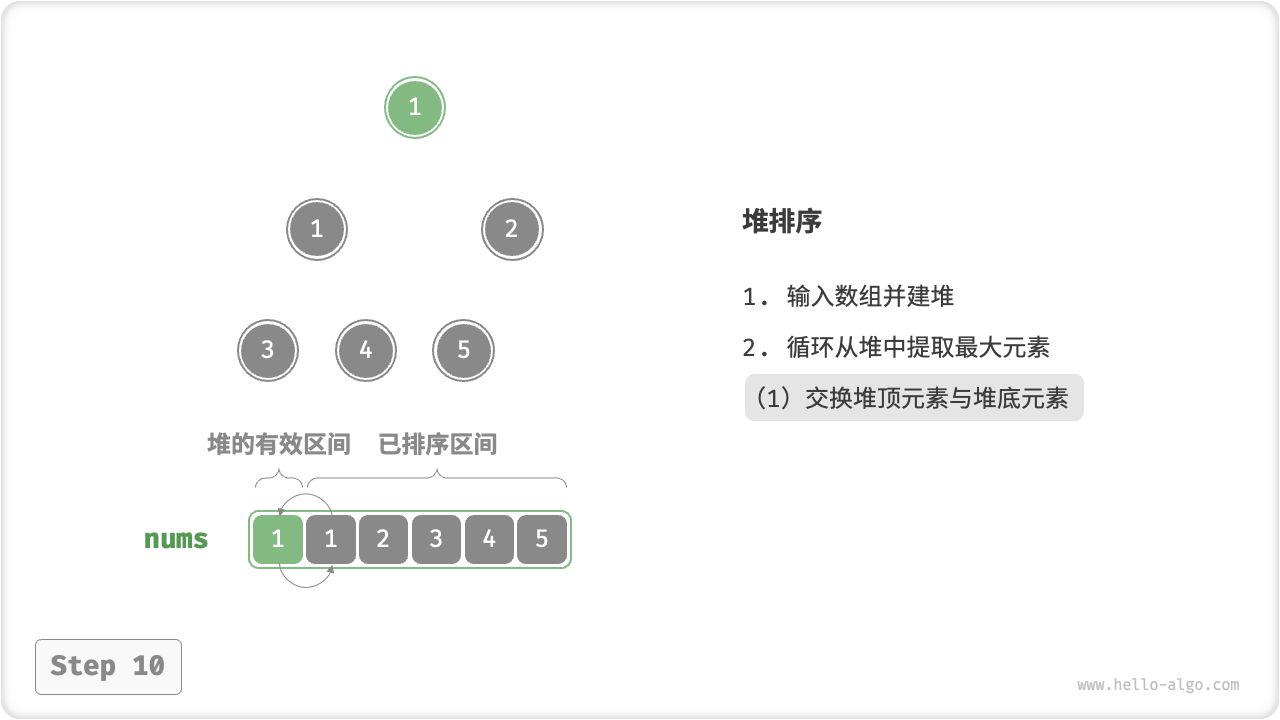 1
1 2
3 4 5
堆的有效区间 已排序区间
nums 1 1 2 3 4 5
堆排序
1. 输入数组并建堆
2. 循环从堆中提取最大元素
（1）交换堆顶元素与堆底元素
Step 10
www.hello-algo.com